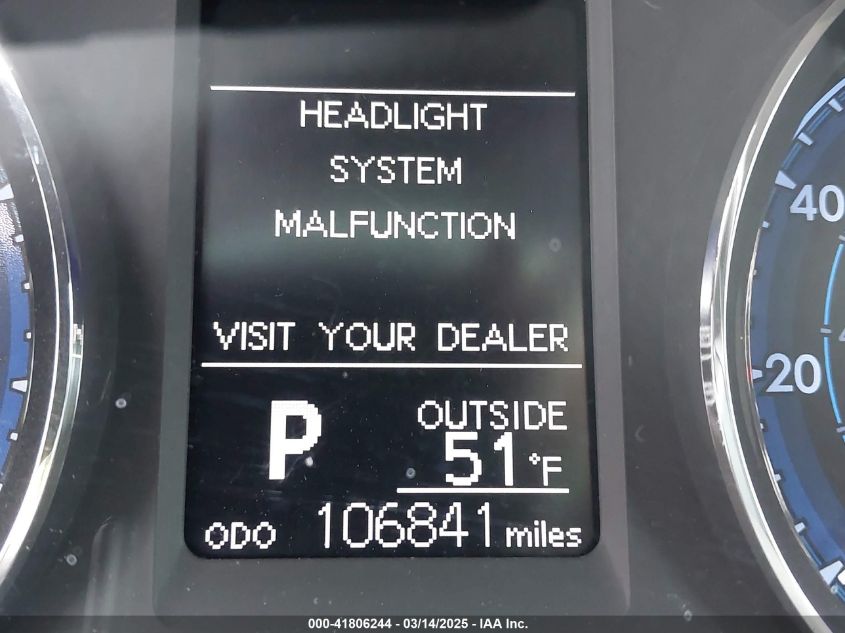 HEADLIGHT
SYSTEM
MALFUNCTION
VISIT YOUR DEALER
P
OUTSIDE
51°F
ODO 106841 miles
40
20
000-41806244 - 03/14/2025 - IAA Inc.